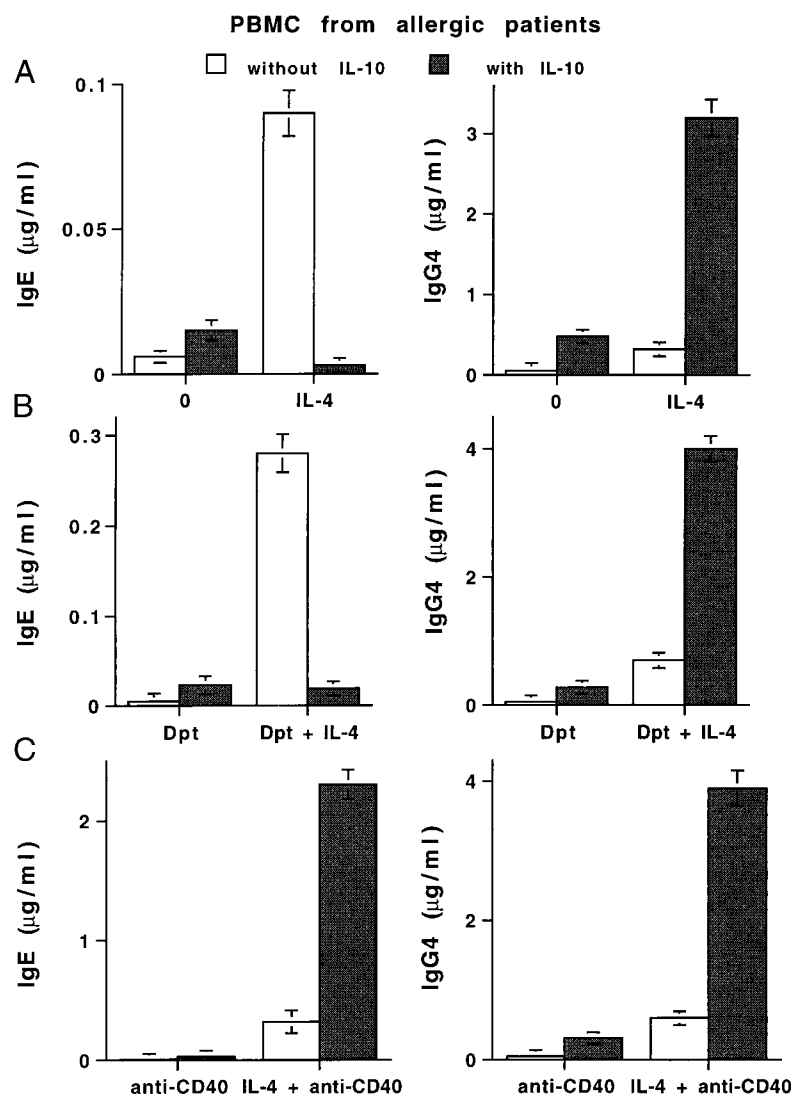 PBMC from allergic patients
without IL-10 with IL-10
A
IgE (µg/ml)
0.1
0.05
0
0 IL-4
IgG4 (µg/ml)
3
2
1
0
0 IL-4
B
IgE (µg/ml)
0.3
0.2
0.1
0
Dpt Dpt + IL-4
IgG4 (µg/ml)
4
2
0
Dpt Dpt + IL-4
C
IgE (µg/ml)
2
1
0
anti-CD40 IL-4 + anti-CD40
IgG4 (µg/ml)
4
2
0
anti-CD40 IL-4 + anti-CD40